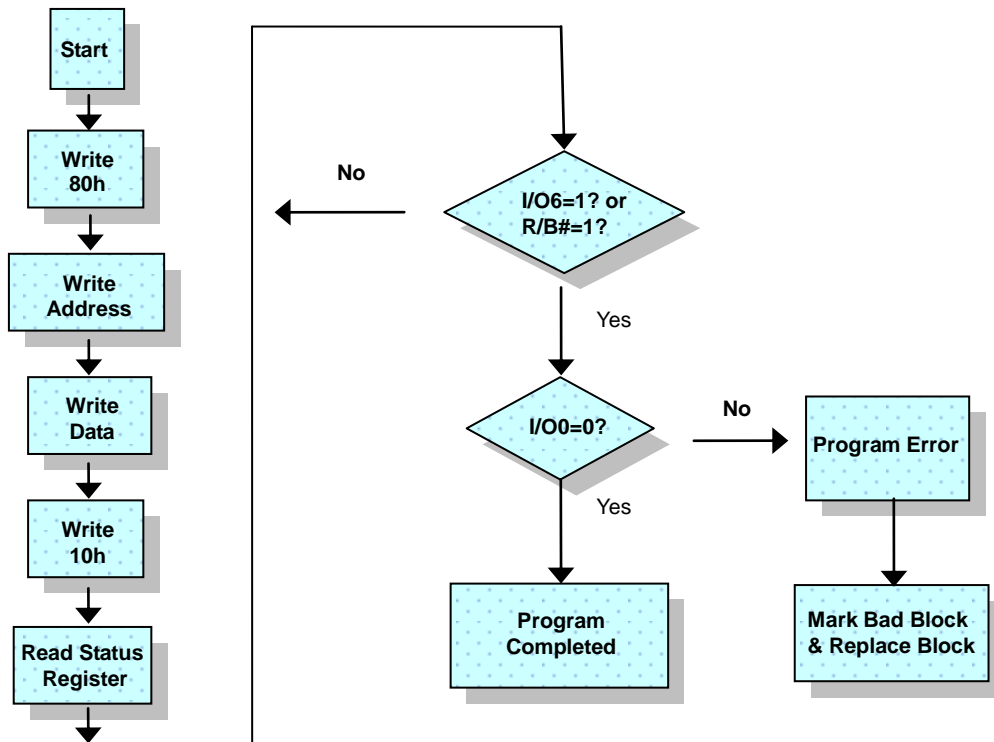 Start
Write
80h
Write
Address
Write
Data
Write
10h
Read Status
Register
No
I/O6=1? or
R/B#=1?
Yes
I/O0=0?
No
Program Error
Yes
Program
Completed
Mark Bad Block
& Replace Block